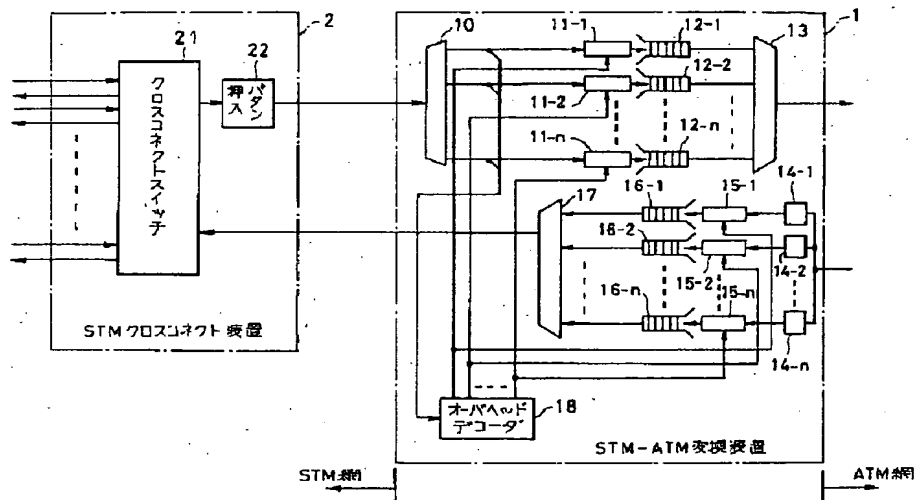 2
21
クロスコネクトスイッチ
22
パタン
挿入
STMクロスコネクト装置
1
10
11-1
12-1
13
11-2
12-2
11-n
12-n
17
16-1
15-1
14-1
16-2
15-2
14-2
16-n
15-n
14-n
オーバヘッド
デコーダ
18
STM-ATM変換装置
STM網
ATM網